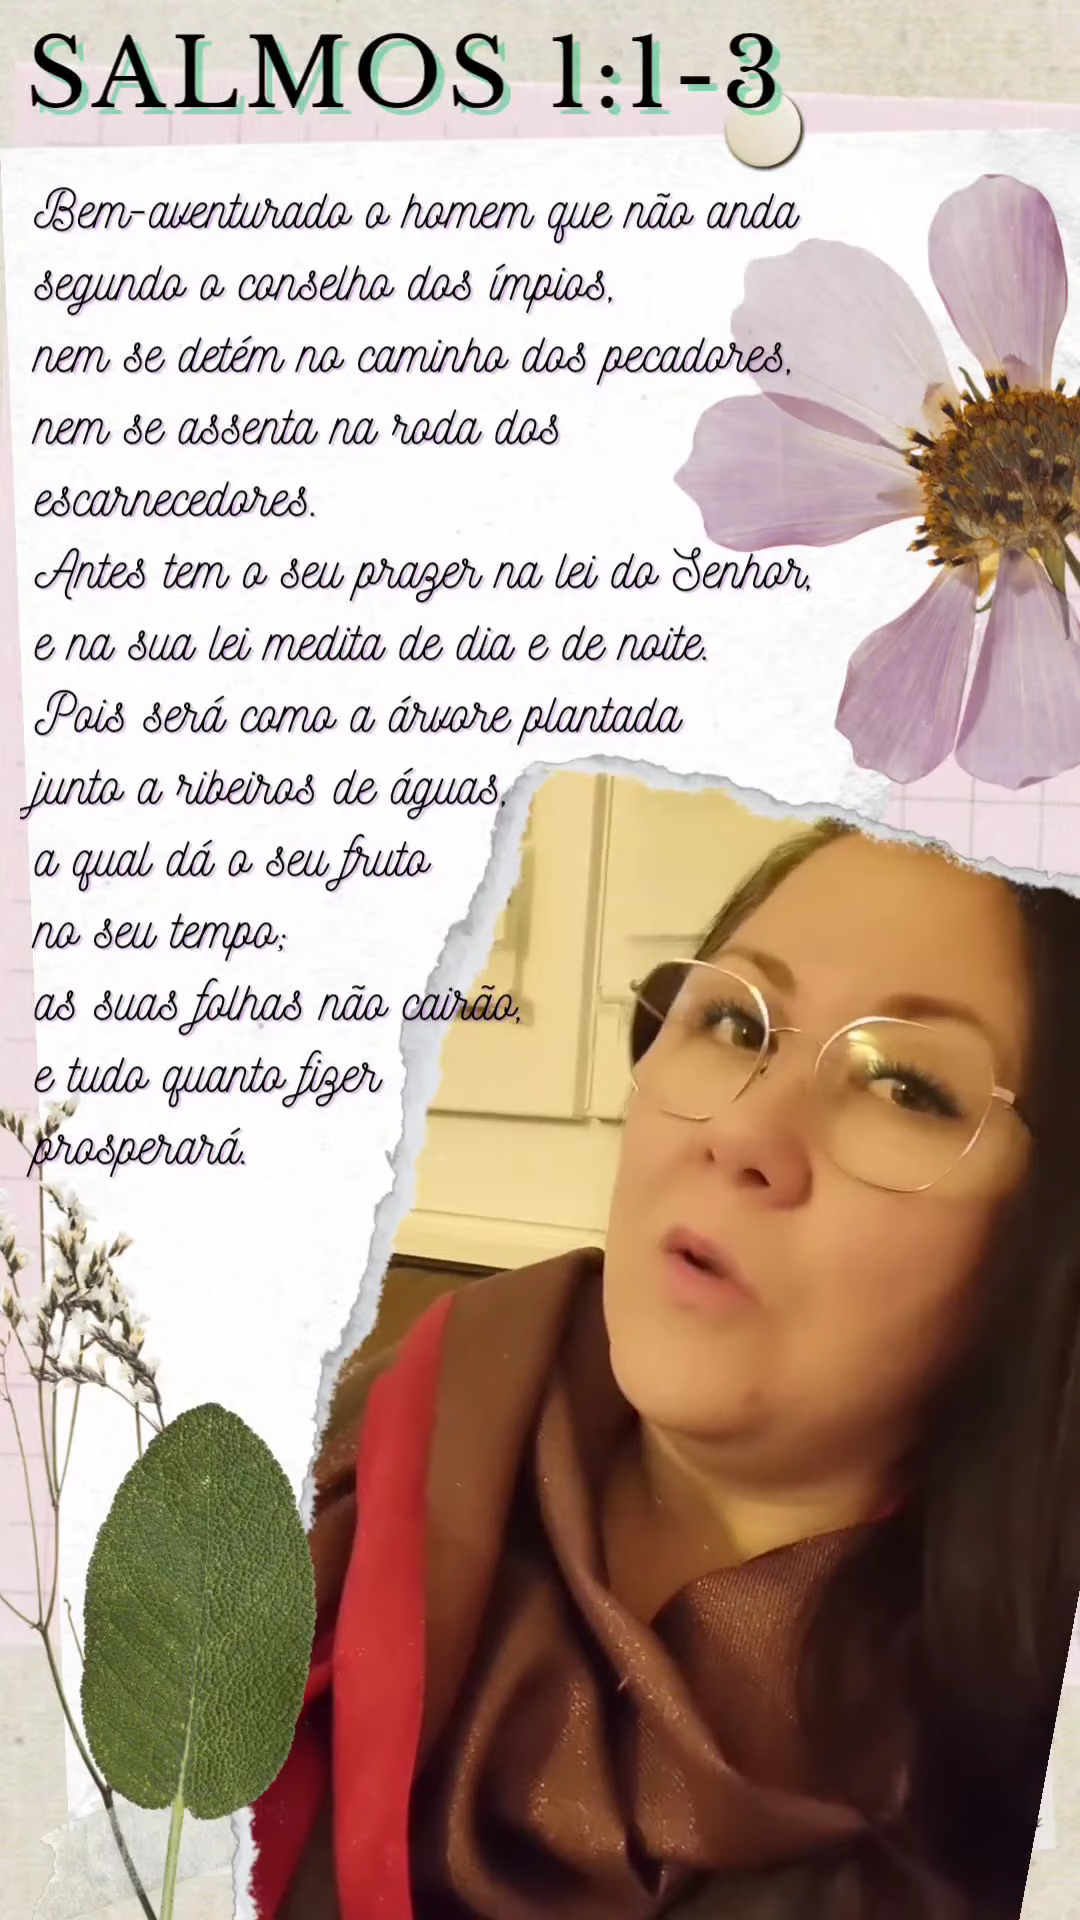 SALMOS 1:1-3
Bem-aventurado o homem que não anda
segundo o conselho dos ímpios,
nem se detém no caminho dos pecadores,
nem se assenta na roda dos
escarnecedores.
Antes tem o seu prazer na lei do Senhor,
e na sua lei medita de dia e de noite.
Pois será como a árvore plantada
junto a ribeiros de águas,
a qual dá o seu fruto
no seu tempo;
as suas folhas não cairão,
e tudo quanto fizer
prosperará.